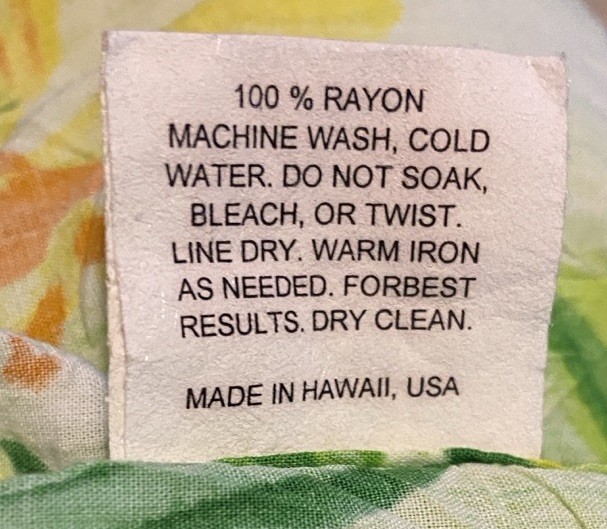 100 % RAYON
MACHINE WASH, COLD
WATER. DO NOT SOAK,
BLEACH, OR TWIST.
LINE DRY. WARM IRON
AS NEEDED. FORBEST
RESULTS. DRY CLEAN.
MADE IN HAWAII, USA